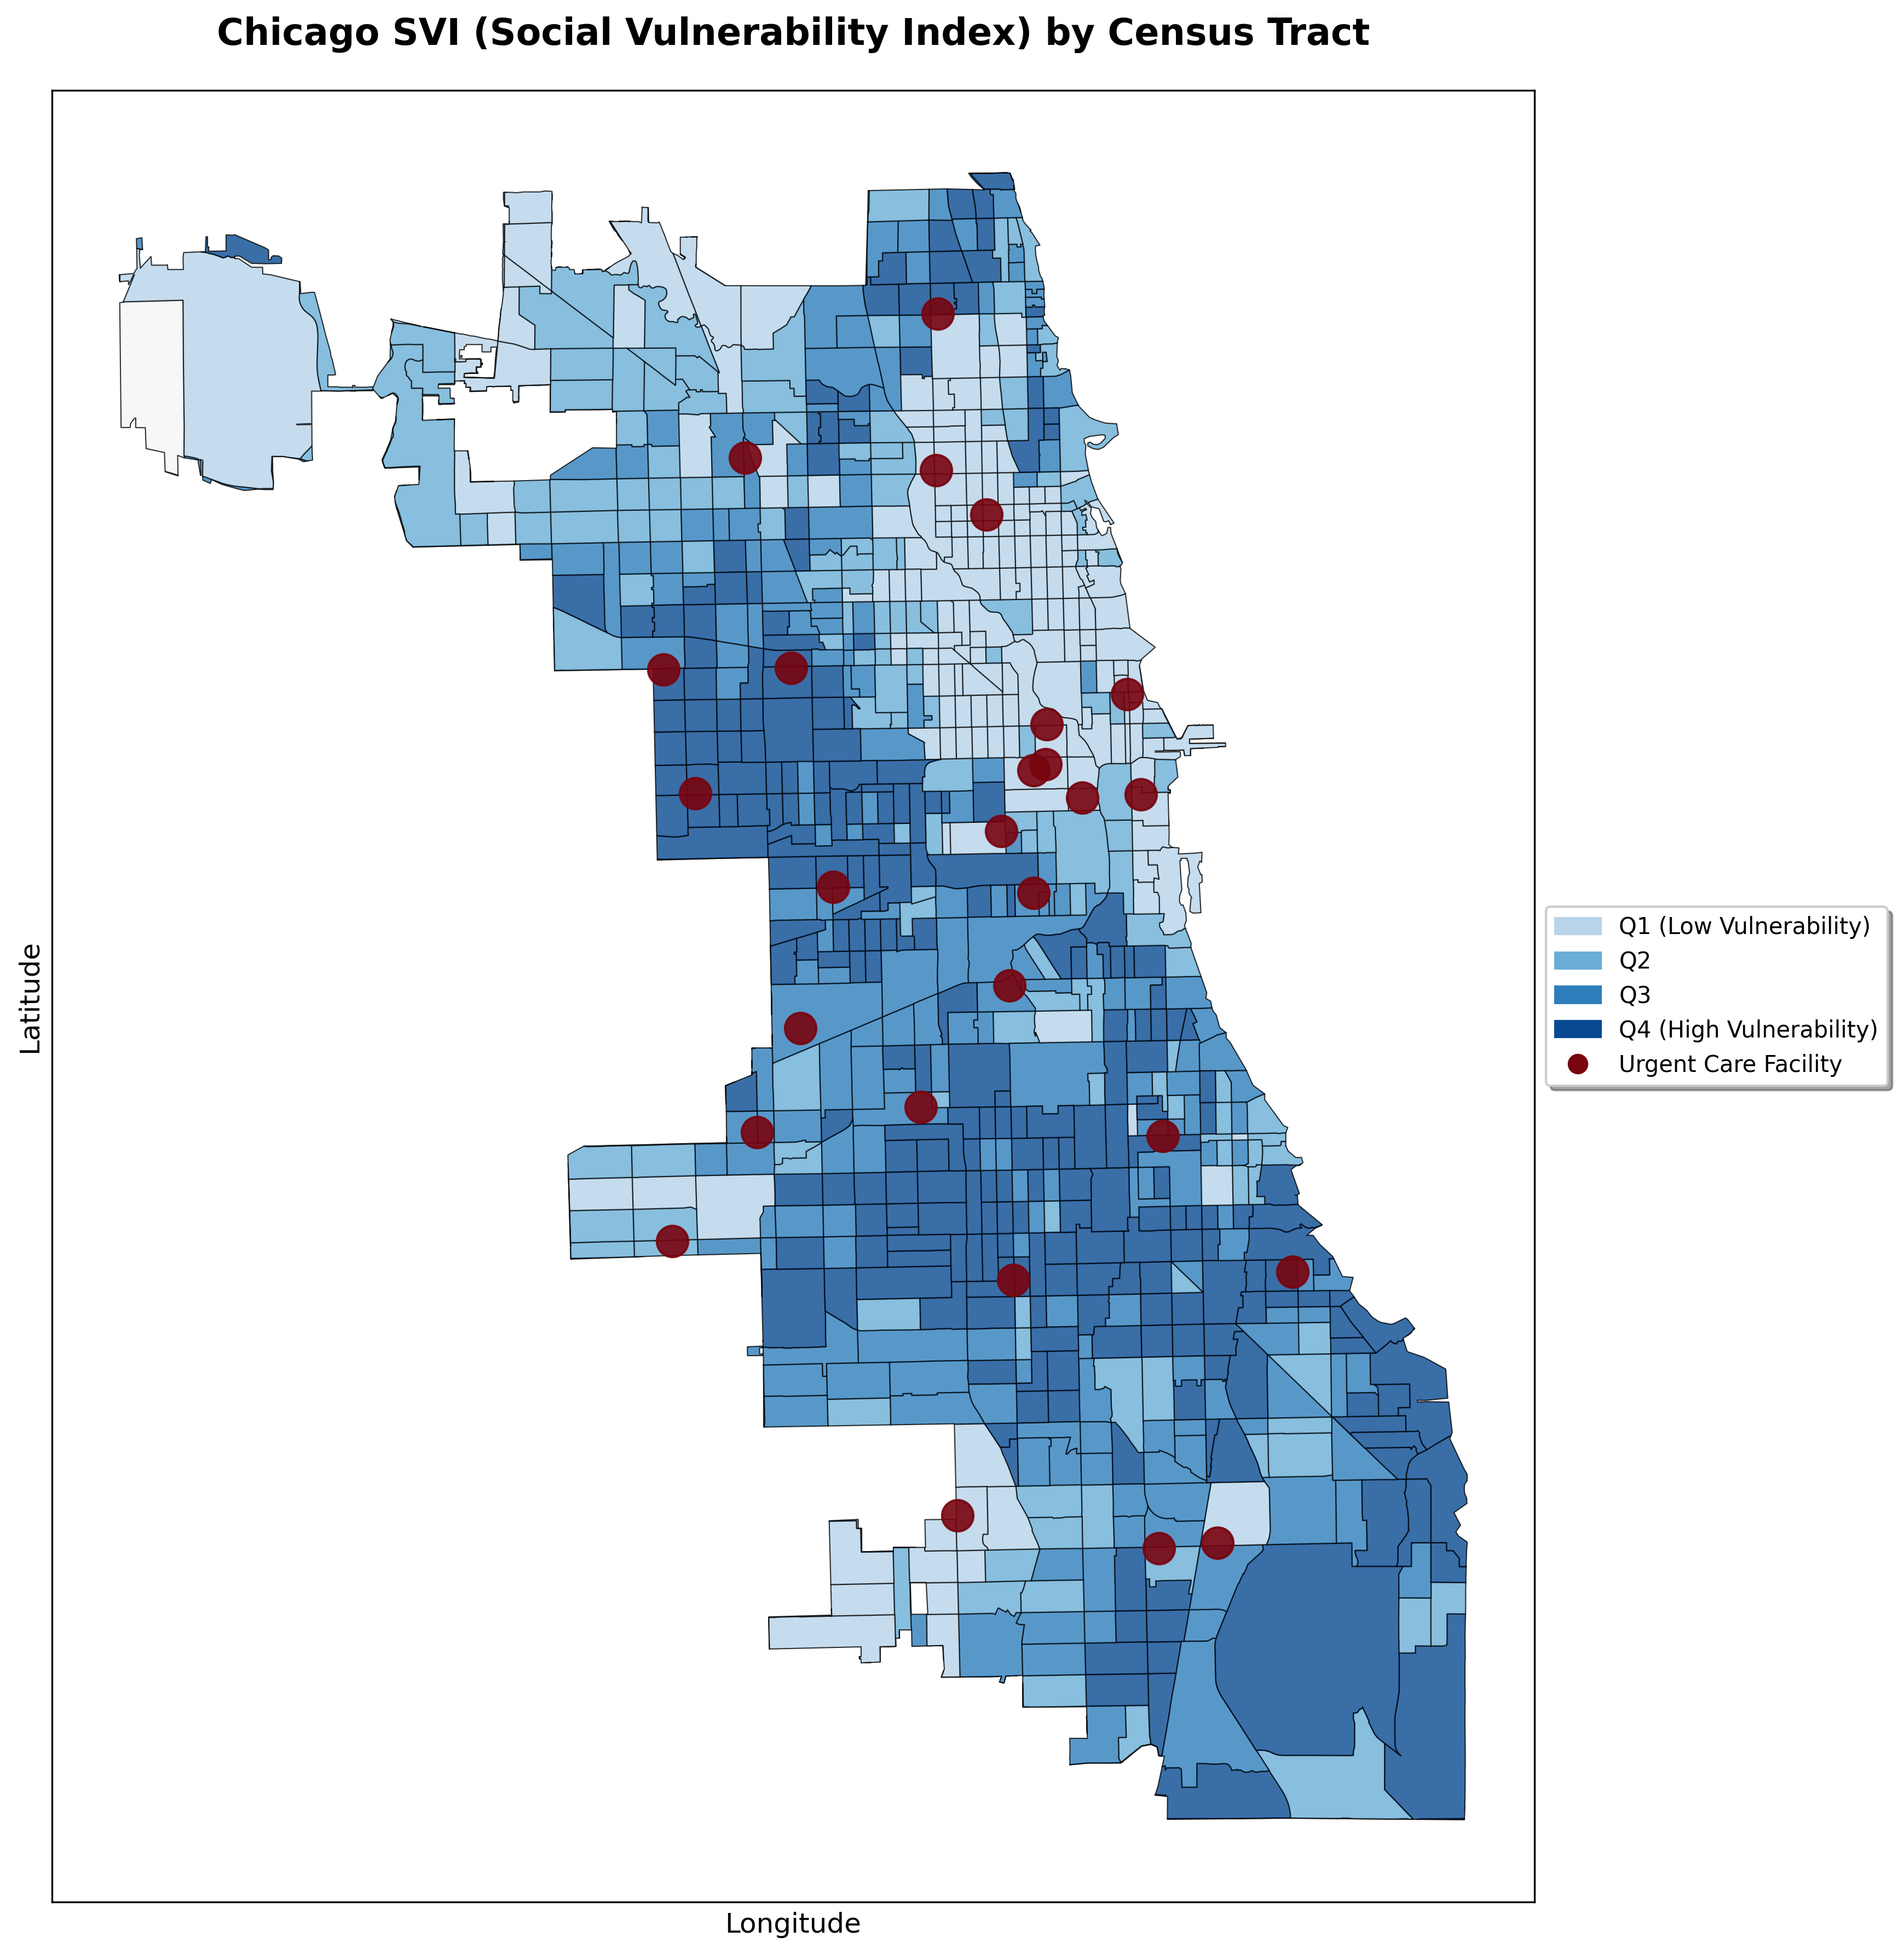 Chicago SVI (Social Vulnerability Index) by Census Tract
Latitude
Q1 (Low Vulnerability)
Q2
Q3
Q4 (High Vulnerability)
Urgent Care Facility
Longitude